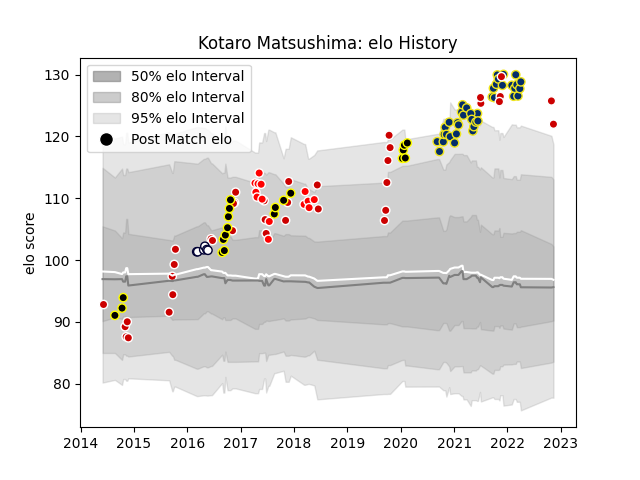 Kotaro Matsushima: elo History
50% elo Interval
80% elo Interval
95% elo Interval
Post Match elo
elo score
130
120
110
100
90
80
2014 2015 2016 2017 2018 2019 2020 2021 2022 2023